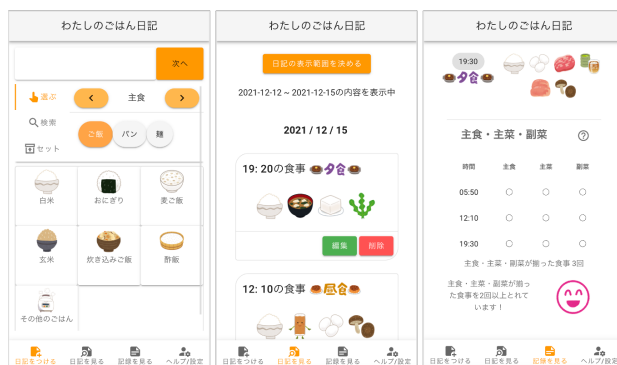 わたしのごはん日記
次へ
選ぶ
主食
検索
セット
ご飯
パン
麺
白米
おにぎり
麦ご飯
玄米
炊き込みご飯
酢飯
その他のごはん
日記をつける
日記を見る
記録を見る
ヘルプ/設定
わたしのごはん日記
日記の表示範囲を決める
2021-12-12 ~ 2021-12-15の内容を表示中
2021 / 12 / 15
19: 20の食事 夕食
編集
削除
12: 10の食事 昼食
日記をつける
日記を見る
記録を見る
ヘルプ/設定
わたしのごはん日記
19:30
夕食
主食・主菜・副菜
時間 主食 主菜 副菜
05:50 ○ ○ ○
12:10 ○ ○ ○
19:30 ○ ○ ○
主食・主菜・副菜が揃った食事 3回
主食・主菜・副菜が揃っ
た食事を2回以上とれて
います！
日記をつける
日記を見る
記録を見る
ヘルプ/設定